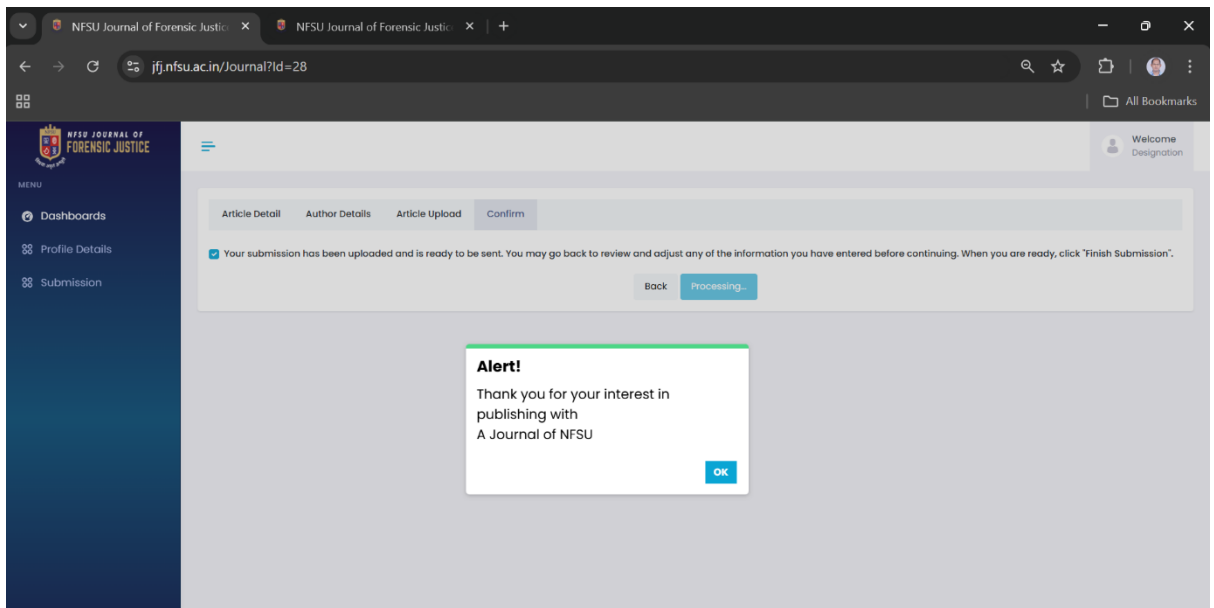 NFSU Journal of Forensic Justic
NFSU Journal of Forensic Justic
jfj.nfsu.ac.in/Journal?Id=28
All Bookmarks
NFSU JOURNAL OF
FORENSIC JUSTICE
Welcome
Designation
MENU
Dashboards
Profile Details
Submission
Article Detail Author Details Article Upload Confirm
Your submission has been uploaded and is ready to be sent. You may go back to review and adjust any of the information you have entered before continuing. When you are ready, click "Finish Submission".
Back Processing...
Alert!
Thank you for your interest in
publishing with
A Journal of NFSU
OK